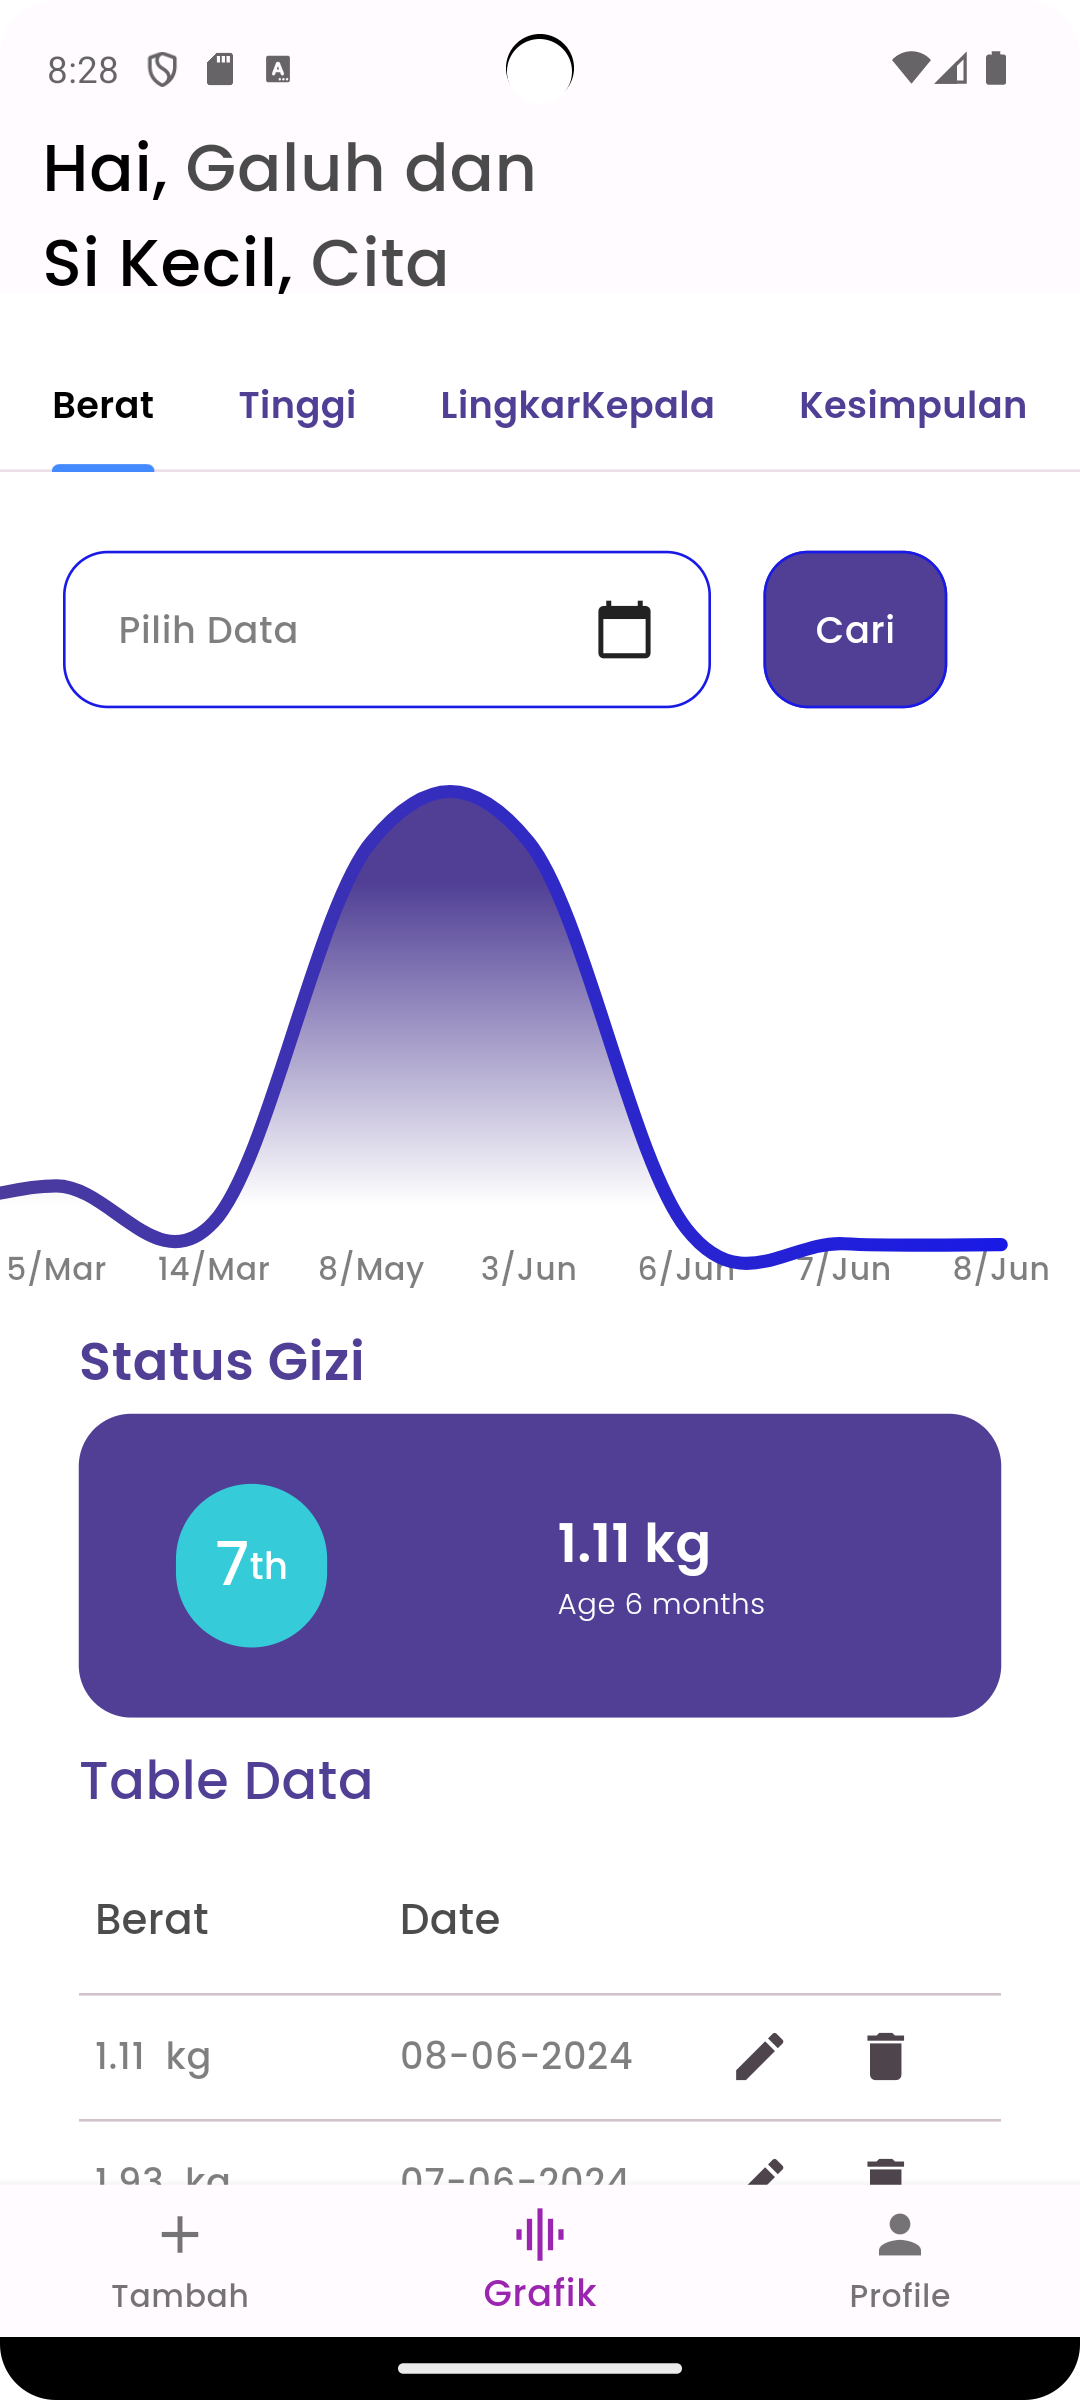 8:28
Hai, Galuh dan
Si Kecil, Cita
Berat Tinggi LingkarKepala Kesimpulan
Pilih Data Cari
5/Mar 14/Mar 8/May 3/Jun 6/Jun 7/Jun 8/Jun
Status Gizi
7th
1.11 kg
Age 6 months
Table Data
Berat Date
1.11 kg 08-06-2024
1.93 kg 07-06-2024
Tambah Grafik Profile